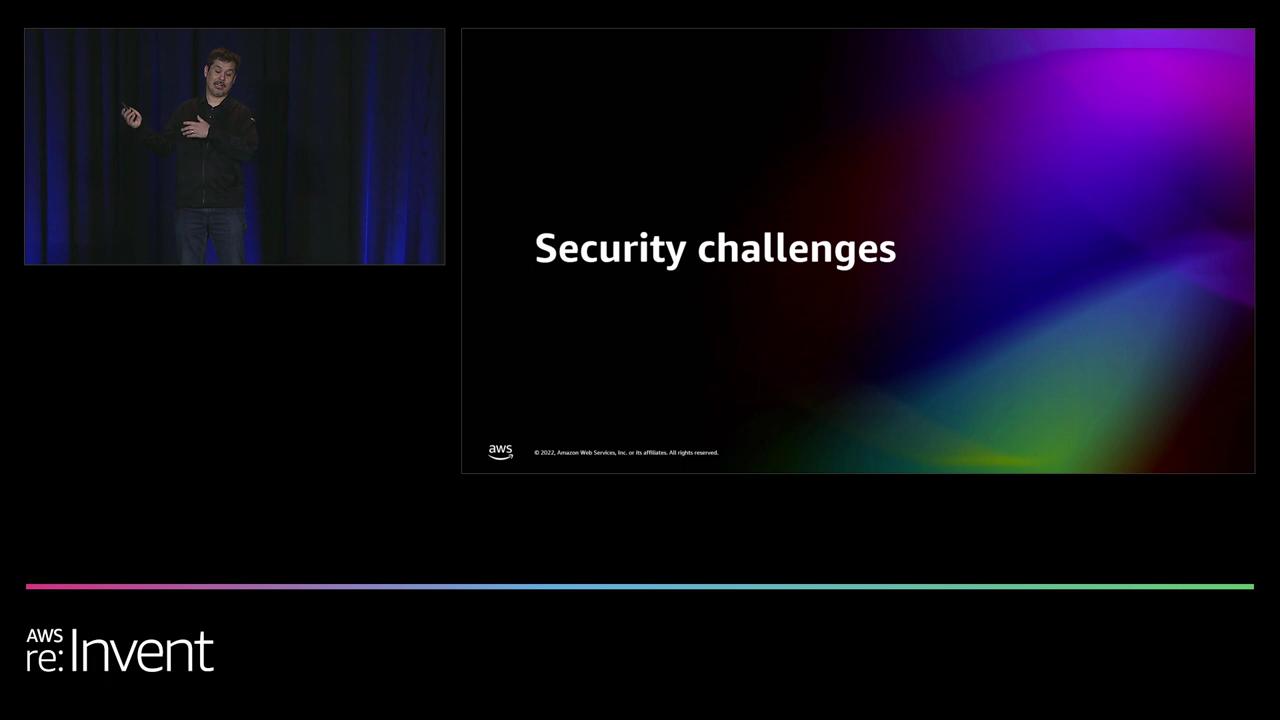 Security challenges
aws
© 2022, Amazon Web Services, Inc. or its affiliates. All rights reserved.
AWS
re:Invent